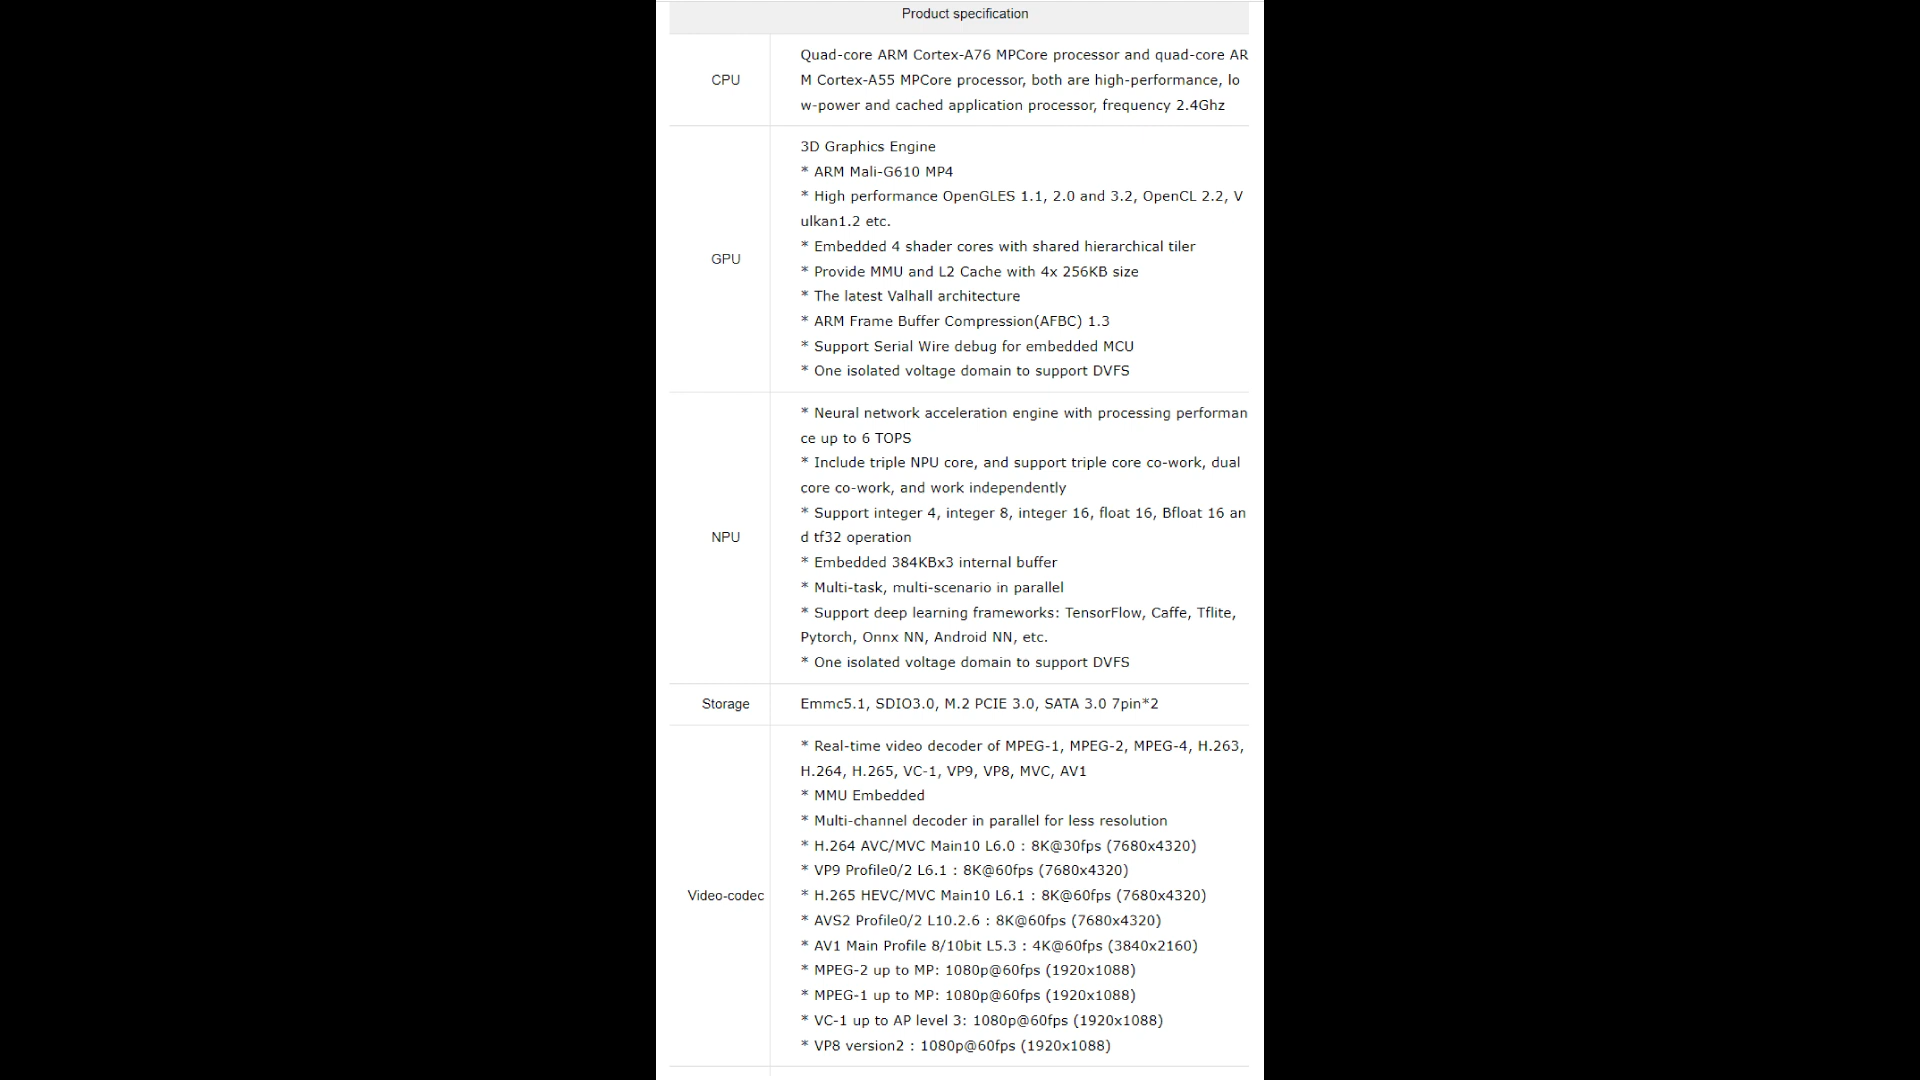 Product specification
CPU
Quad-core ARM Cortex-A76 MPCore processor and quad-core AR
M Cortex-A55 MPCore processor, both are high-performance, lo
w-power and cached application processor, frequency 2.4Ghz
GPU
3D Graphics Engine
* ARM Mali-G610 MP4
* High performance OpenGLES 1.1, 2.0 and 3.2, OpenCL 2.2, V
ulkan1.2 etc.
* Embedded 4 shader cores with shared hierarchical tiler
* Provide MMU and L2 Cache with 4x 256KB size
* The latest Valhall architecture
* ARM Frame Buffer Compression(AFBC) 1.3
* Support Serial Wire debug for embedded MCU
* One isolated voltage domain to support DVFS
NPU
* Neural network acceleration engine with processing performan
ce up to 6 TOPS
* Include triple NPU core, and support triple core co-work, dual
core co-work, and work independently
* Support integer 4, integer 8, integer 16, float 16, Bfloat 16 an
d tf32 operation
* Embedded 384KBx3 internal buffer
* Multi-task, multi-scenario in parallel
* Support deep learning frameworks: TensorFlow, Caffe, Tflite,
Pytorch, Onnx NN, Android NN, etc.
* One isolated voltage domain to support DVFS
Storage
Emmc5.1, SDIO3.0, M.2 PCIE 3.0, SATA 3.0 7pin*2
Video-codec
* Real-time video decoder of MPEG-1, MPEG-2, MPEG-4, H.263,
H.264, H.265, VC-1, VP9, VP8, MVC, AV1
* MMU Embedded
* Multi-channel decoder in parallel for less resolution
* H.264 AVC/MVC Main10 L6.0 : 8K@30fps (7680x4320)
* VP9 Profile0/2 L6.1 : 8K@60fps (7680x4320)
* H.265 HEVC/MVC Main10 L6.1 : 8K@60fps (7680x4320)
* AVS2 Profile0/2 L10.2.6 : 8K@60fps (7680x4320)
* AV1 Main Profile 8/10bit L5.3 : 4K@60fps (3840x2160)
* MPEG-2 up to MP: 1080p@60fps (1920x1088)
* MPEG-1 up to MP: 1080p@60fps (1920x1088)
* VC-1 up to AP level 3: 1080p@60fps (1920x1088)
* VP8 version2 : 1080p@60fps (1920x1088)